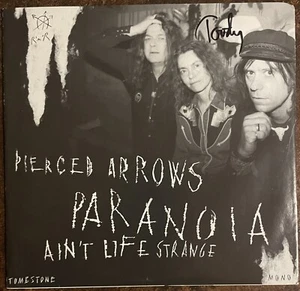 Toody
PIERCED ARROWS
PARANOIA
AIN'T LIFE STRANGE
TOMBSTONE
MONO